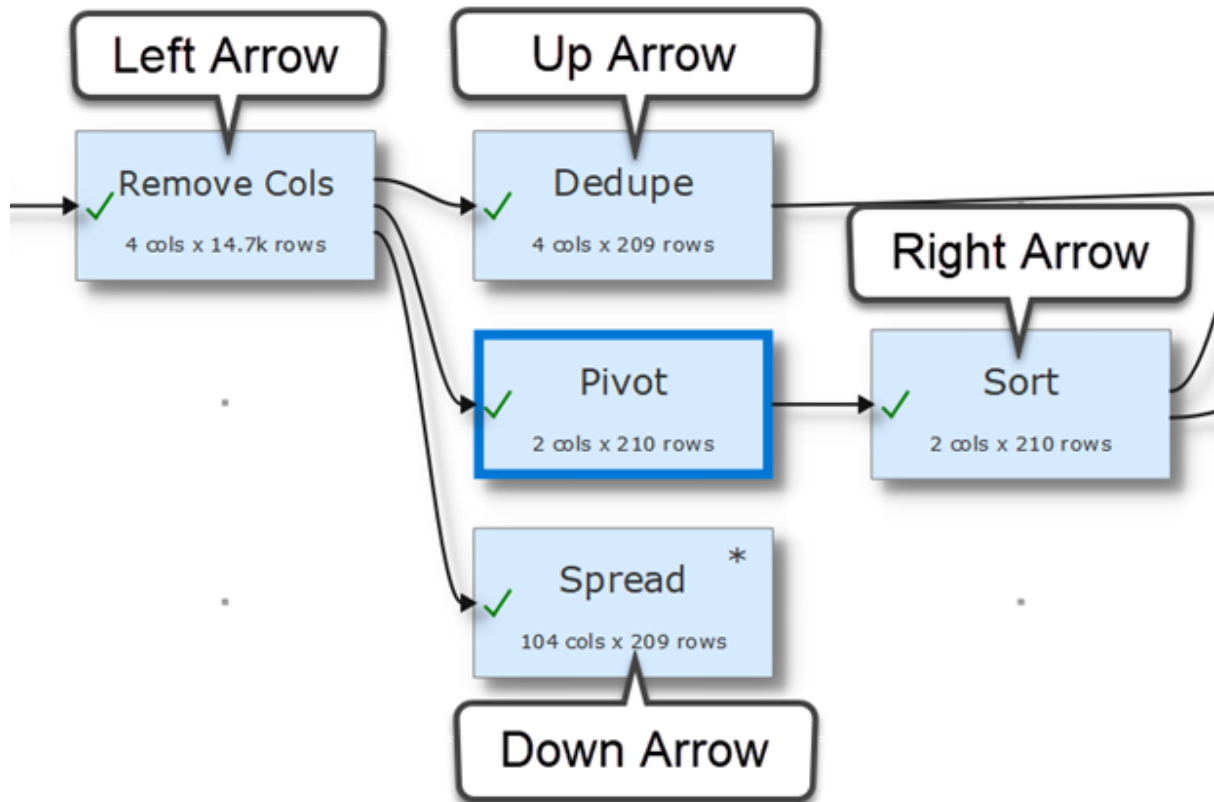 Left Arrow
Up Arrow
Remove Cols
4 cols x 14.7k rows
Dedupe
4 cols x 209 rows
Right Arrow
Pivot
2 cols x 210 rows
Sort
2 cols x 210 rows
Spread *
104 cols x 209 rows
Down Arrow